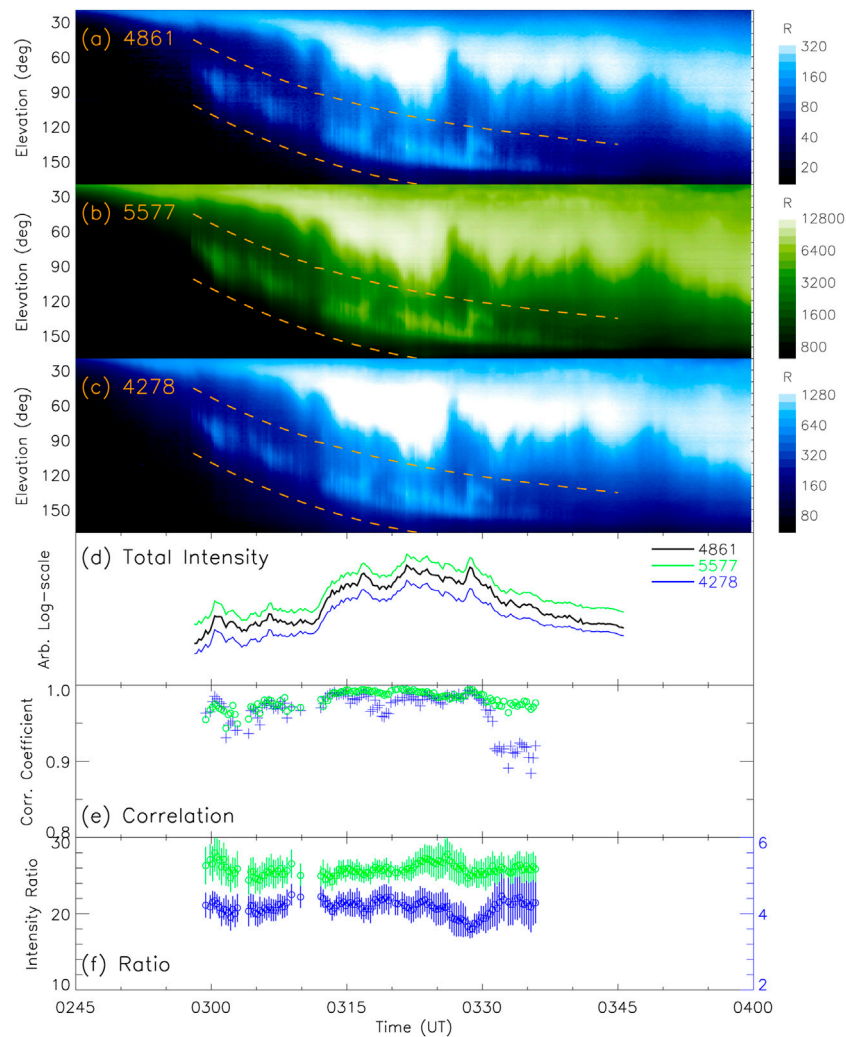 (a) 4861
Elevation (deg)
30
60
90
120
150
R
320
160
80
40
20
(b) 5577
Elevation (deg)
30
60
90
120
150
R
12800
6400
3200
1600
800
(c) 4278
Elevation (deg)
30
60
90
120
150
R
1280
640
320
160
80
(d) Total Intensity
Arb. Log-scale
4861
5577
4278
Corr. Coefficient
1.0
0.9
0.8
(e) Correlation
Intensity Ratio
30
20
10
6
4
2
(f) Ratio
0245 0300 0315 0330 0345 0400
Time (UT)